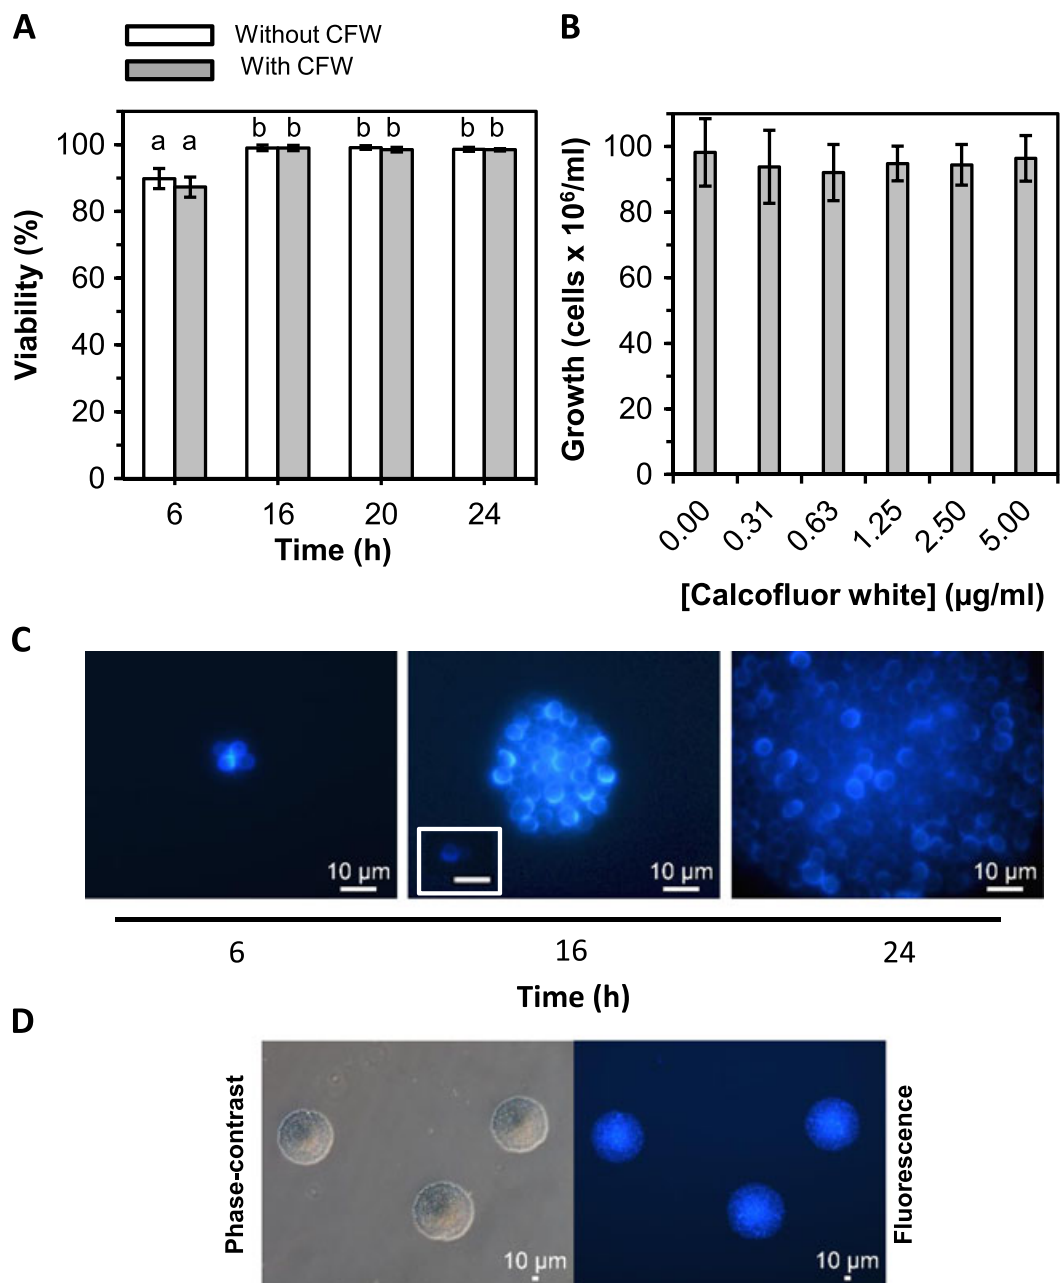 A
Without CFW
With CFW
Viability (%)
100
80
60
40
20
0
a a b b b b b b
6 16 20 24
Time (h)
B
Growth (cells x 10⁶/ml)
100
80
60
40
20
0
0.00 0.31 0.63 1.25 2.50 5.00
[Calcofluor white] (µg/ml)
C
10 µm 10 µm 10 µm
6 16 24
Time (h)
D
Phase-contrast
10 µm 10 µm
Fluorescence